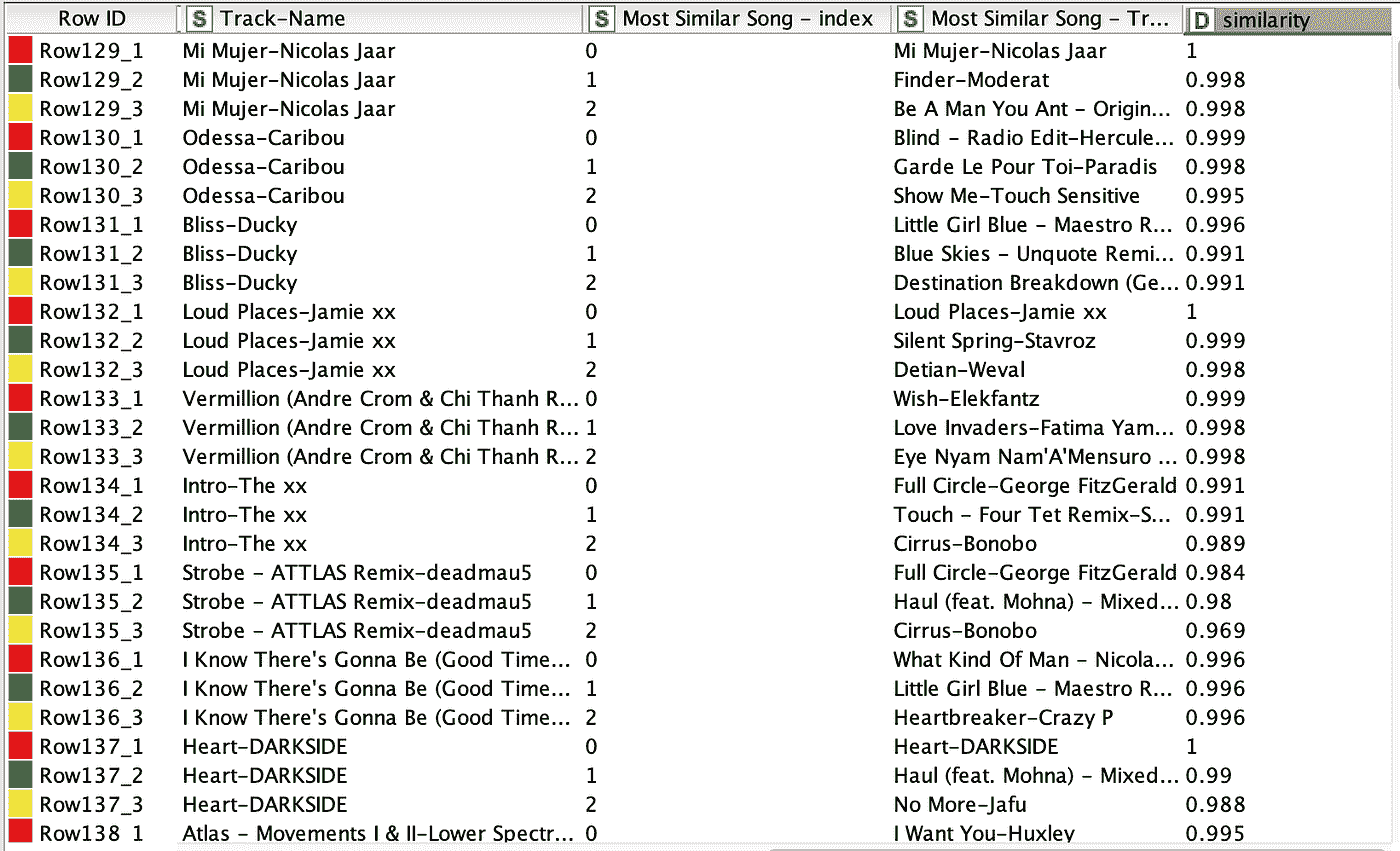 Row ID S Track-Name S Most Similar Song - index S Most Similar Song - Tr... D similarity
Row129_1 Mi Mujer-Nicolas Jaar 0 Mi Mujer-Nicolas Jaar 1
Row129_2 Mi Mujer-Nicolas Jaar 1 Finder-Moderat 0.998
Row129_3 Mi Mujer-Nicolas Jaar 2 Be A Man You Ant - Origin... 0.998
Row130_1 Odessa-Caribou 0 Blind - Radio Edit-Hercule... 0.999
Row130_2 Odessa-Caribou 1 Garde Le Pour Toi-Paradis 0.998
Row130_3 Odessa-Caribou 2 Show Me-Touch Sensitive 0.995
Row131_1 Bliss-Ducky 0 Little Girl Blue - Maestro R... 0.996
Row131_2 Bliss-Ducky 1 Blue Skies - Unquote Remi... 0.991
Row131_3 Bliss-Ducky 2 Destination Breakdown (Ge... 0.991
Row132_1 Loud Places-Jamie xx 0 Loud Places-Jamie xx 1
Row132_2 Loud Places-Jamie xx 1 Silent Spring-Stavroz 0.999
Row132_3 Loud Places-Jamie xx 2 Detian-Weval 0.998
Row133_1 Vermillion (Andre Crom & Chi Thanh R... 0 Wish-Elekfantz 0.999
Row133_2 Vermillion (Andre Crom & Chi Thanh R... 1 Love Invaders-Fatima Yam... 0.998
Row133_3 Vermillion (Andre Crom & Chi Thanh R... 2 Eye Nyam Nam'A'Mensuro ... 0.998
Row134_1 Intro-The xx 0 Full Circle-George FitzGerald 0.991
Row134_2 Intro-The xx 1 Touch - Four Tet Remix-S... 0.991
Row134_3 Intro-The xx 2 Cirrus-Bonobo 0.989
Row135_1 Strobe - ATTLAS Remix-deadmau5 0 Full Circle-George FitzGerald 0.984
Row135_2 Strobe - ATTLAS Remix-deadmau5 1 Haul (feat. Mohna) - Mixed... 0.98
Row135_3 Strobe - ATTLAS Remix-deadmau5 2 Cirrus-Bonobo 0.969
Row136_1 I Know There's Gonna Be (Good Time... 0 What Kind Of Man - Nicola... 0.996
Row136_2 I Know There's Gonna Be (Good Time... 1 Little Girl Blue - Maestro R... 0.996
Row136_3 I Know There's Gonna Be (Good Time... 2 Heartbreaker-Crazy P 0.996
Row137_1 Heart-DARKSIDE 0 Heart-DARKSIDE 1
Row137_2 Heart-DARKSIDE 1 Haul (feat. Mohna) - Mixed... 0.99
Row137_3 Heart-DARKSIDE 2 No More-Jafu 0.988
Row138_1 Atlas - Movements I & II-Lower Spectr... 0 I Want You-Huxley 0.995